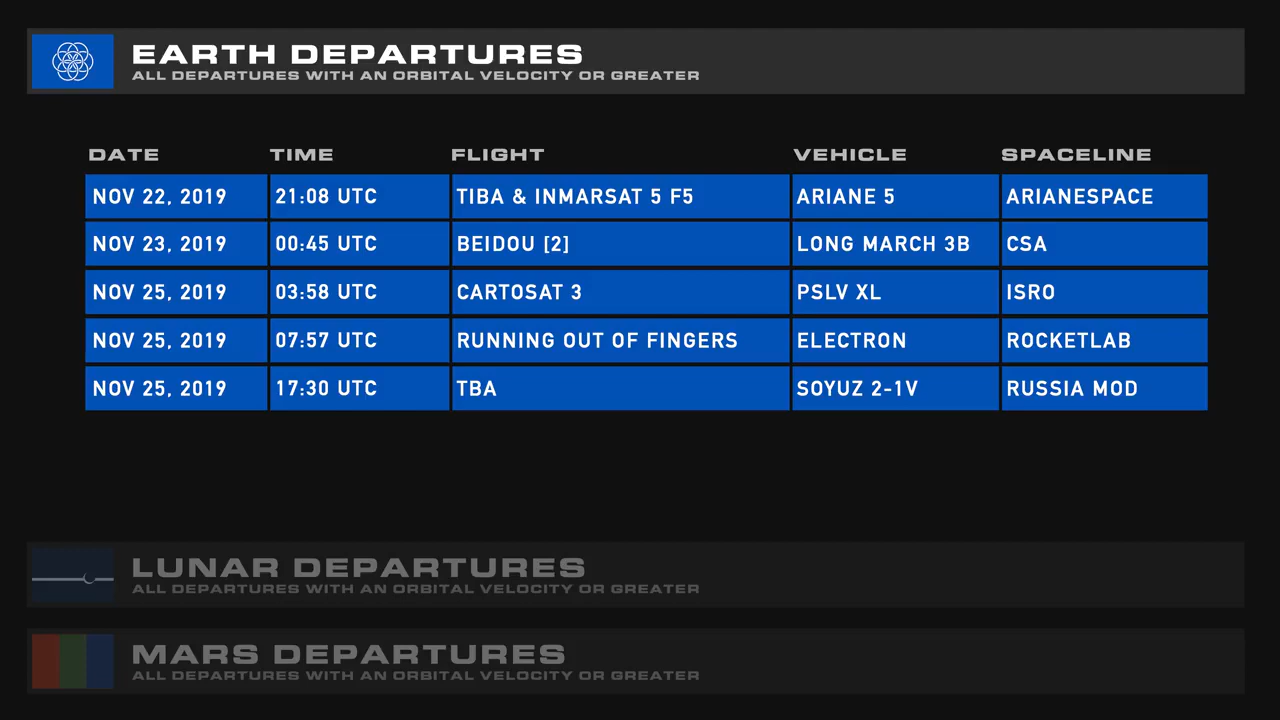 EARTH DEPARTURES
ALL DEPARTURES WITH AN ORBITAL VELOCITY OR GREATER
DATE TIME FLIGHT VEHICLE SPACELINE
NOV 22, 2019 21:08 UTC TIBA & INMARSAT 5 F5 ARIANE 5 ARIANESPACE
NOV 23, 2019 00:45 UTC BEIDOU [2] LONG MARCH 3B CSA
NOV 25, 2019 03:58 UTC CARTOSAT 3 PSLV XL ISRO
NOV 25, 2019 07:57 UTC RUNNING OUT OF FINGERS ELECTRON ROCKETLAB
NOV 25, 2019 17:30 UTC TBA SOYUZ 2-1V RUSSIA MOD
LUNAR DEPARTURES
ALL DEPARTURES WITH AN ORBITAL VELOCITY OR GREATER
MARS DEPARTURES
ALL DEPARTURES WITH AN ORBITAL VELOCITY OR GREATER